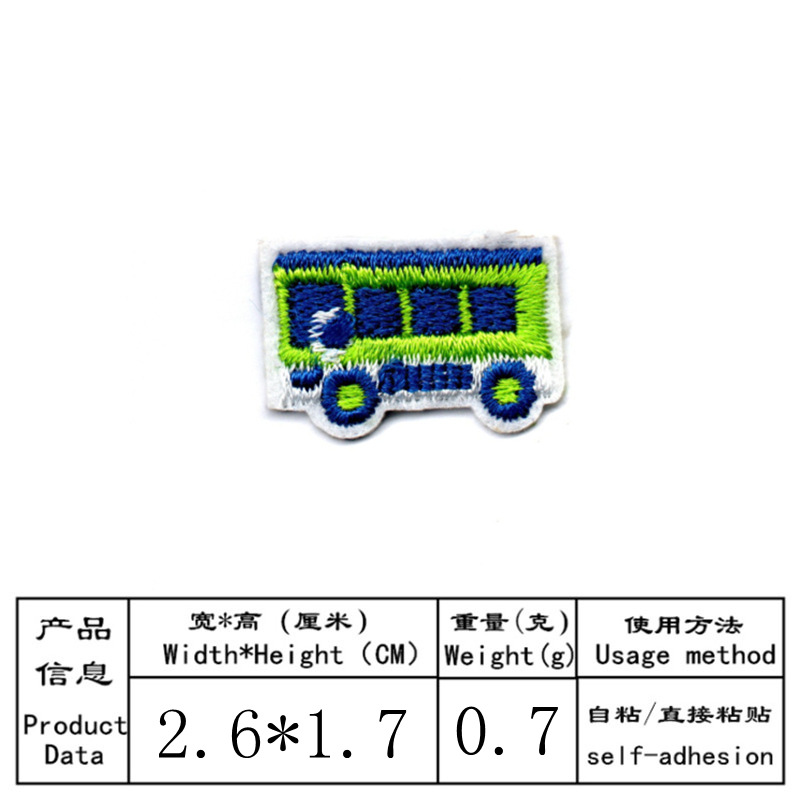 产品
信息
Product
Data
宽*高 (厘米)
Width*Height (CM)
2.6*1.7
重量(克)
Weight(g)
0.7
使用方法
Usage method
自粘/直接粘贴
self-adhesion